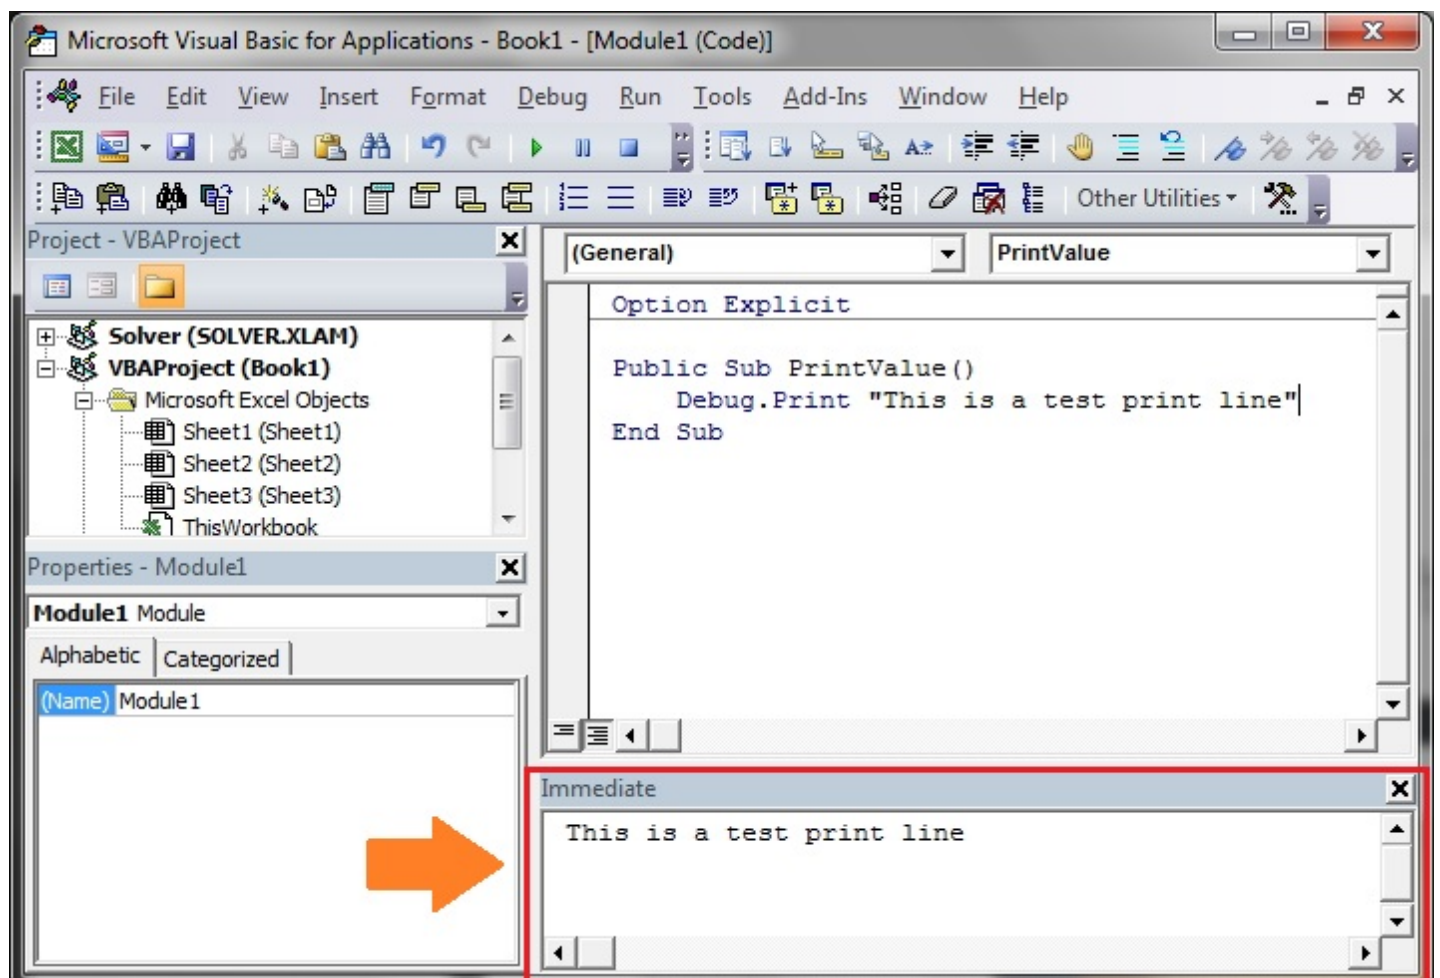 Microsoft Visual Basic for Applications - Book1 - [Module1 (Code)]
File Edit View Insert Format Debug Run Tools Add-Ins Window Help
Other Utilities
Project - VBAProject
Solver (SOLVER.XLAM)
VBAProject (Book1)
Microsoft Excel Objects
Sheet1 (Sheet1)
Sheet2 (Sheet2)
Sheet3 (Sheet3)
ThisWorkbook
Properties - Module1
Module1 Module
Alphabetic Categorized
(Name) Module1
(General) PrintValue
Option Explicit
Public Sub PrintValue()
Debug.Print "This is a test print line"
End Sub
Immediate
This is a test print line